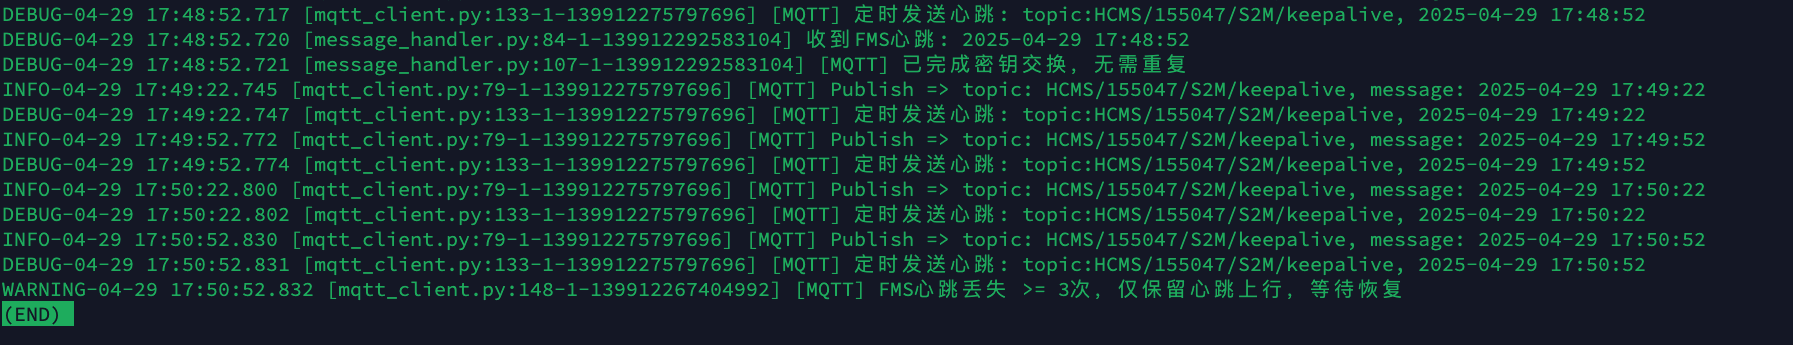 DEBUG-04-29 17:48:52.717 [mqtt_client.py:133-1-139912275797696] [MQTT] 定时发送心跳: topic:HCMS/155047/S2M/keepalive, 2025-04-29 17:48:52
DEBUG-04-29 17:48:52.720 [message_handler.py:84-1-139912292583104] 收到FMS心跳: 2025-04-29 17:48:52
DEBUG-04-29 17:48:52.721 [message_handler.py:107-1-139912292583104] [MQTT] 已完成密钥交换, 无需重复
INFO-04-29 17:49:22.745 [mqtt_client.py:79-1-139912275797696] [MQTT] Publish => topic: HCMS/155047/S2M/keepalive, message: 2025-04-29 17:49:22
DEBUG-04-29 17:49:22.747 [mqtt_client.py:133-1-139912275797696] [MQTT] 定时发送心跳: topic:HCMS/155047/S2M/keepalive, 2025-04-29 17:49:22
INFO-04-29 17:49:52.772 [mqtt_client.py:79-1-139912275797696] [MQTT] Publish => topic: HCMS/155047/S2M/keepalive, message: 2025-04-29 17:49:52
DEBUG-04-29 17:49:52.774 [mqtt_client.py:133-1-139912275797696] [MQTT] 定时发送心跳: topic:HCMS/155047/S2M/keepalive, 2025-04-29 17:49:52
INFO-04-29 17:50:22.800 [mqtt_client.py:79-1-139912275797696] [MQTT] Publish => topic: HCMS/155047/S2M/keepalive, message: 2025-04-29 17:50:22
DEBUG-04-29 17:50:22.802 [mqtt_client.py:133-1-139912275797696] [MQTT] 定时发送心跳: topic:HCMS/155047/S2M/keepalive, 2025-04-29 17:50:22
INFO-04-29 17:50:52.830 [mqtt_client.py:79-1-139912275797696] [MQTT] Publish => topic: HCMS/155047/S2M/keepalive, message: 2025-04-29 17:50:52
DEBUG-04-29 17:50:52.831 [mqtt_client.py:133-1-139912275797696] [MQTT] 定时发送心跳: topic:HCMS/155047/S2M/keepalive, 2025-04-29 17:50:52
WARNING-04-29 17:50:52.832 [mqtt_client.py:148-1-139912267404992] [MQTT] FMS心跳丢失 >= 3次, 仅保留心跳上行, 等待恢复
(END)